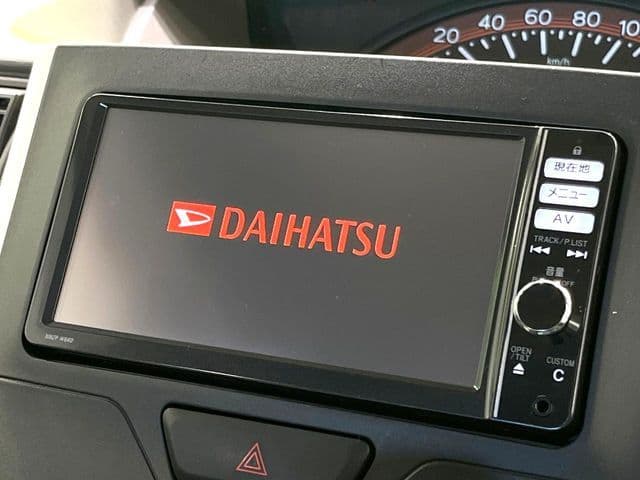 20 40 60 80 100
km/h
現在地
メニュー
AV
TRACK/P.LIST
DAIHATSU
音量
OPEN
/TILT
CUSTOM
C